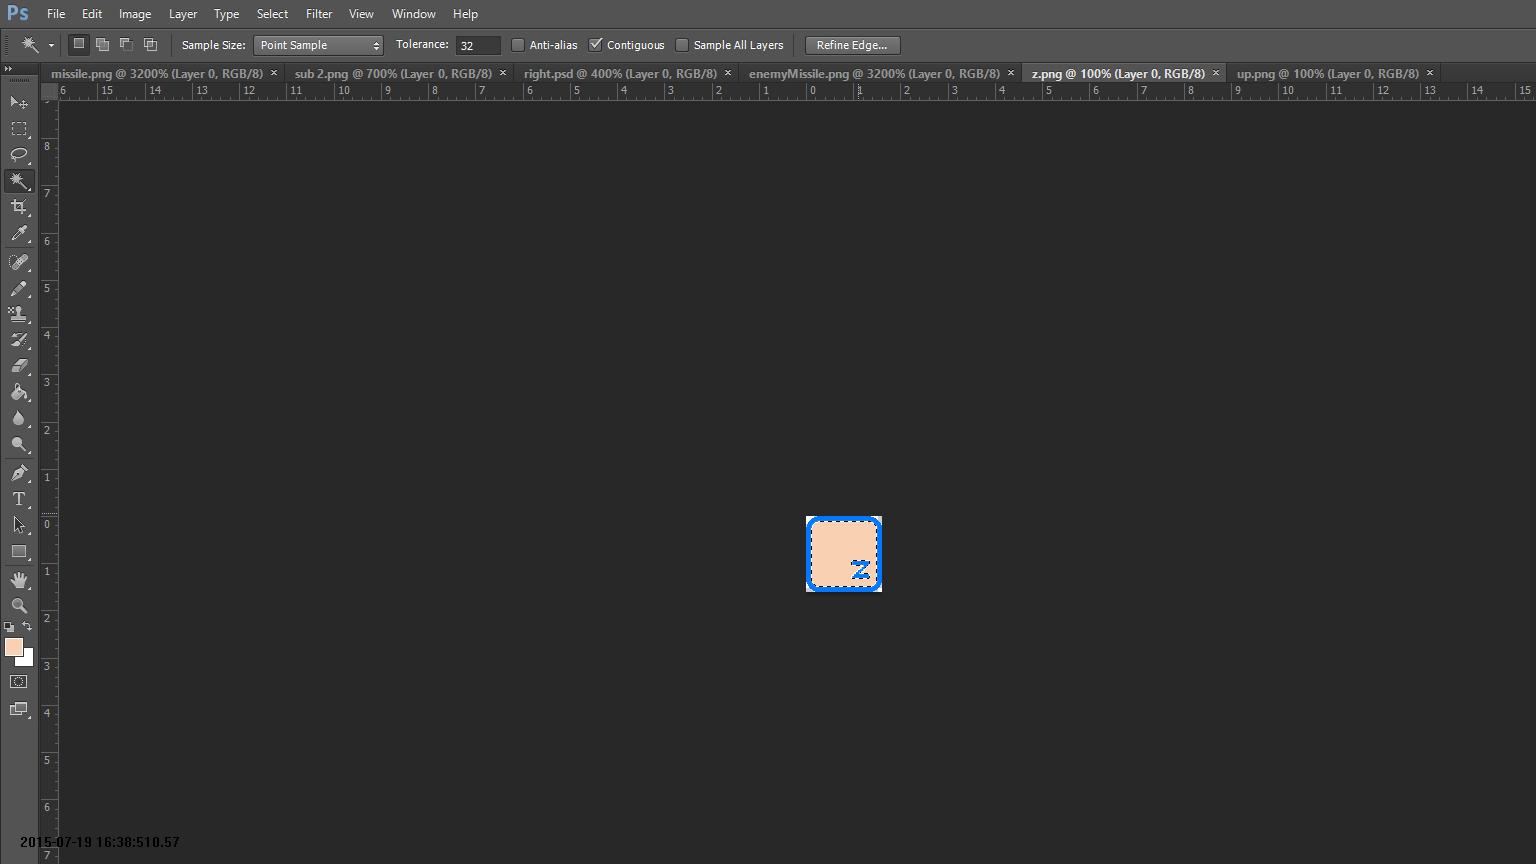 Ps File Edit Image Layer Type Select Filter View Window Help
Sample Size: Point Sample Tolerance: 32 Anti-alias Contiguous Sample All Layers Refine Edge...
missile.png @ 3200% (Layer 0, RGB/8) × sub 2.png @ 700% (Layer 0, RGB/8) × right.psd @ 400% (Layer 0, RGB/8) × enemyMissile.png @ 3200% (Layer 0, RGB/8) × z.png @ 100% (Layer 0, RGB/8) × up.png @ 100% (Layer 0, RGB/8) ×
6 15 14 13 12 11 10 9 8 7 6 5 4 3 2 1 0 1 2 3 4 5 6 7 8 9 10 11 12 13 14 15
8
7
6
5
4
3
2
1
0
1
2
3
4
5
6
7
T
z
2015-07-19 16:38:510.57